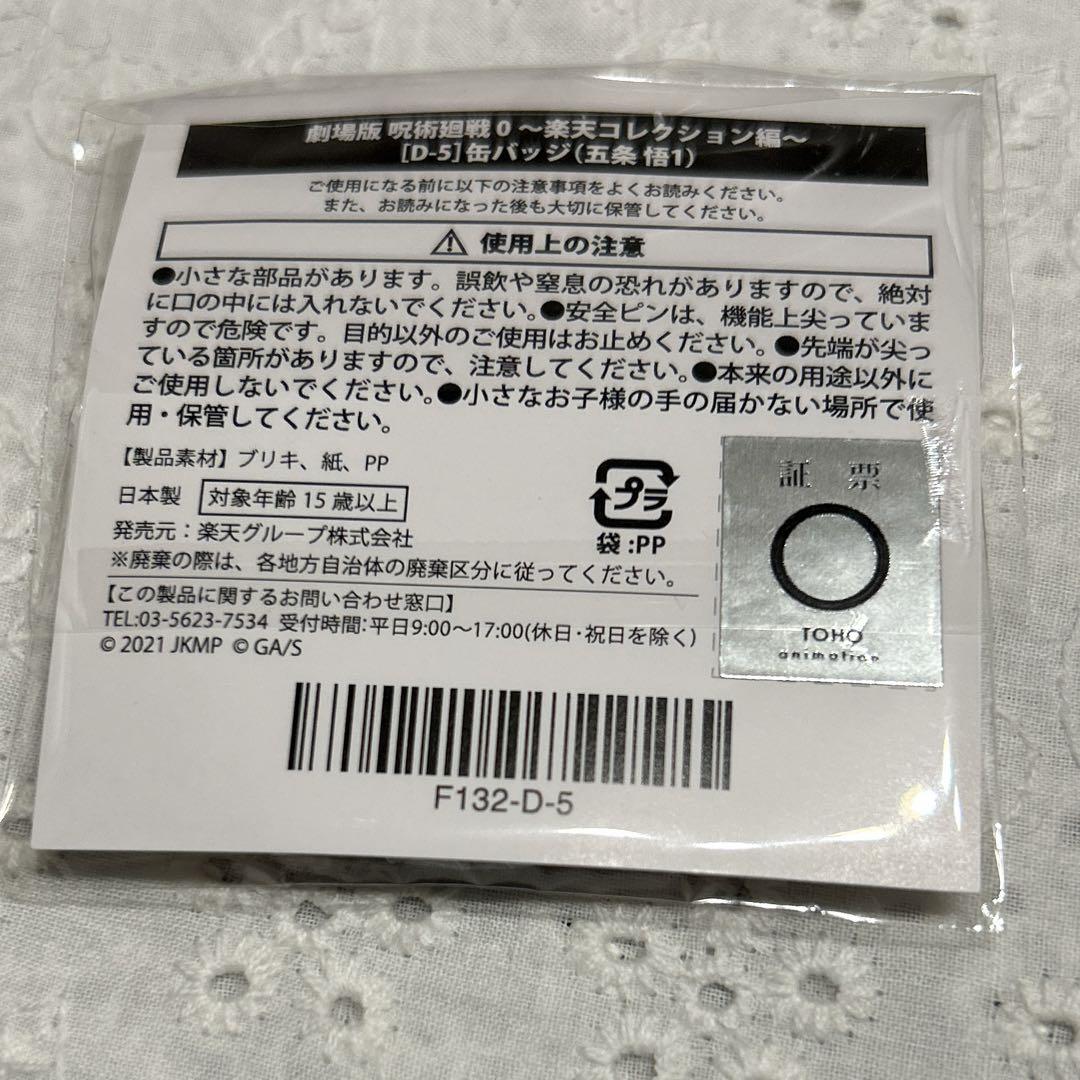 劇場版 呪術廻戦 0 ～楽天コレクション編～
[D-5]缶バッジ(五条 悟1)
ご使用になる前に以下の注意事項をよくお読みください。
また、お読みになった後も大切に保管してください。
⚠ 使用上の注意
●小さな部品があります。誤飲や窒息の恐れがありますので、絶対
に口の中には入れないでください。●安全ピンは、機能上尖っていま
すので危険です。目的以外のご使用はお止めください。●先端が尖っ
ている箇所がありますので、注意してください。●本来の用途以外に
ご使用しないでください。●小さなお子様の手の届かない場所で使
用・保管してください。
【製品素材】ブリキ、紙、PP
日本製 対象年齢 15 歳以上
発売元：楽天グループ株式会社
プラ
袋:PP
※廃棄の際は、各地方自治体の廃棄区分に従ってください。
【この製品に関するお問い合わせ窓口】
TEL:03-5623-7534 受付時間：平日9:00～17:00(休日・祝日を除く)
© 2021 JKMP © GA/S
証 票
TOHO
animation
F132-D-5